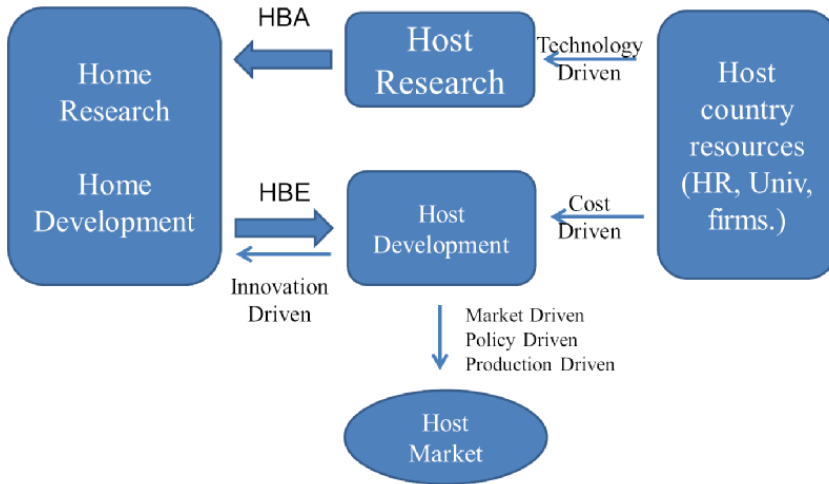 HBA
Home
Research
Home
Development
Host
Research
Technology
Driven
Host
country
resources
(HR, Univ,
firms.)
HBE
Innovation
Driven
Host
Development
Cost
Driven
Market Driven
Policy Driven
Production Driven
Host
Market